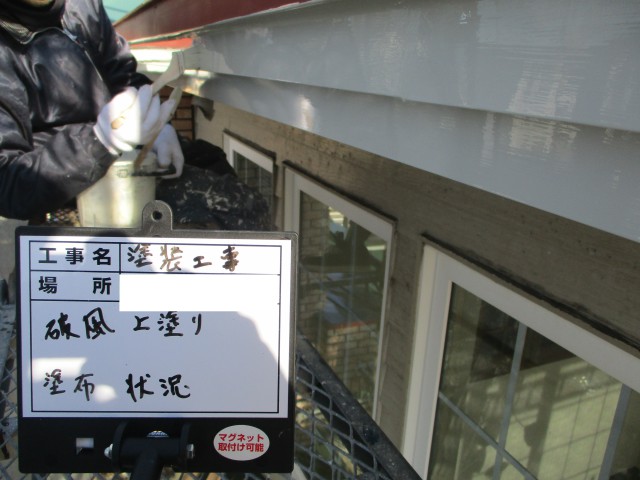 工事名 塗装工事
場所
破風 上塗り
塗布 状況
マグネット
取付け可能